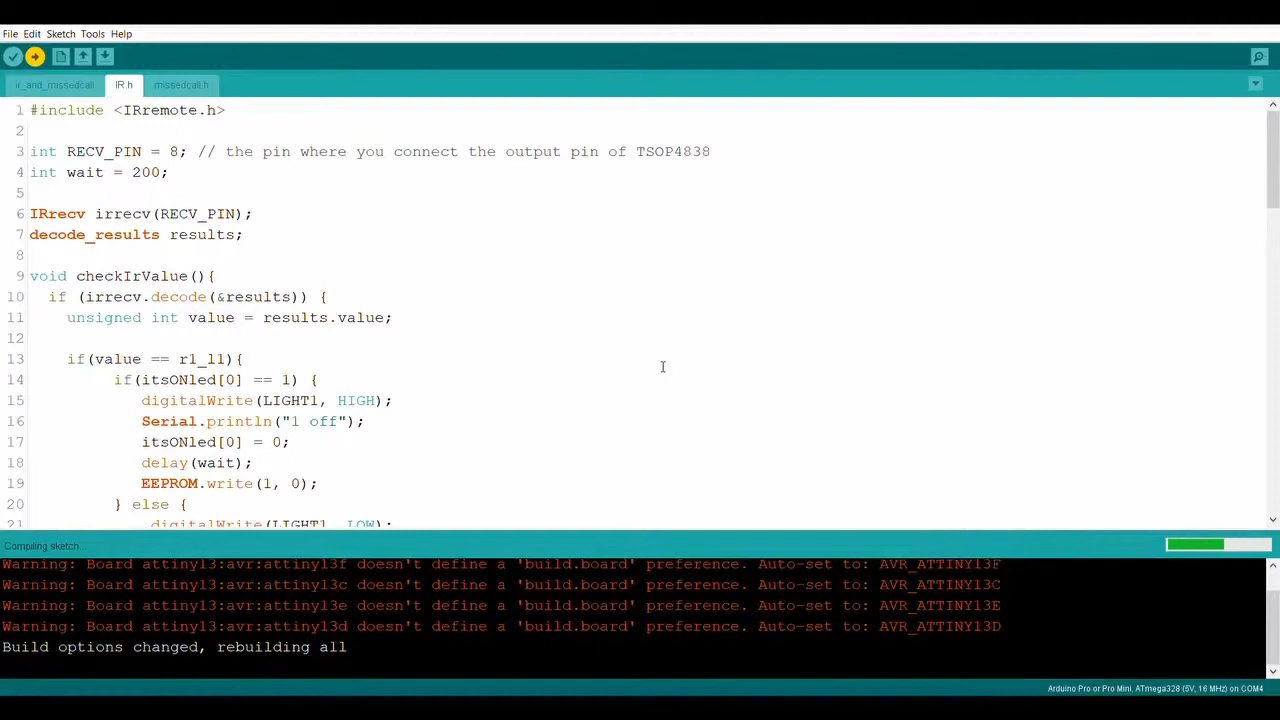 File Edit Sketch Tools Help
ir_and_missedcall IR.h missedcall.h
1 #include <IRremote.h>
2
3 int RECV_PIN = 8; // the pin where you connect the output pin of TSOP4838
4 int wait = 200;
5
6 IRrecv irrecv(RECV_PIN);
7 decode_results results;
8
9 void checkIrValue(){
10 if (irrecv.decode(&results)) {
11 unsigned int value = results.value;
12
13 if(value == r1_l1){
14 if(itsONled[0] == 1) {
15 digitalWrite(LIGHT1, HIGH);
16 Serial.println("1 off");
17 itsONled[0] = 0;
18 delay(wait);
19 EEPROM.write(1, 0);
20 } else {
21 digitalWrite(LIGHT1, LOW);
Compiling sketch...
Warning: Board attiny13:avr:attiny13f doesn't define a 'build.board' preference. Auto-set to: AVR_ATTINY13F
Warning: Board attiny13:avr:attiny13c doesn't define a 'build.board' preference. Auto-set to: AVR_ATTINY13C
Warning: Board attiny13:avr:attiny13e doesn't define a 'build.board' preference. Auto-set to: AVR_ATTINY13E
Warning: Board attiny13:avr:attiny13d doesn't define a 'build.board' preference. Auto-set to: AVR_ATTINY13D
Build options changed, rebuilding all
Arduino Pro or Pro Mini, ATmega328 (5V, 16 MHz) on COM4